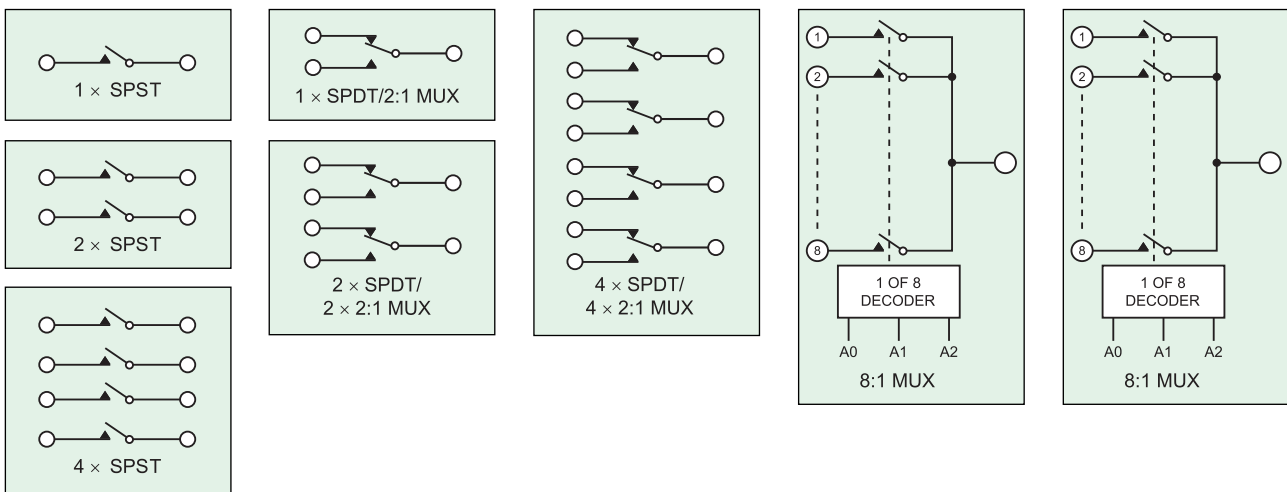 1 × SPST
2 × SPST
4 × SPST
1 × SPDT/2:1 MUX
2 × SPDT/
2 × 2:1 MUX
4 × SPDT/
4 × 2:1 MUX
1
2
8
1 OF 8
DECODER
A0 A1 A2
8:1 MUX
1
2
8
1 OF 8
DECODER
A0 A1 A2
8:1 MUX